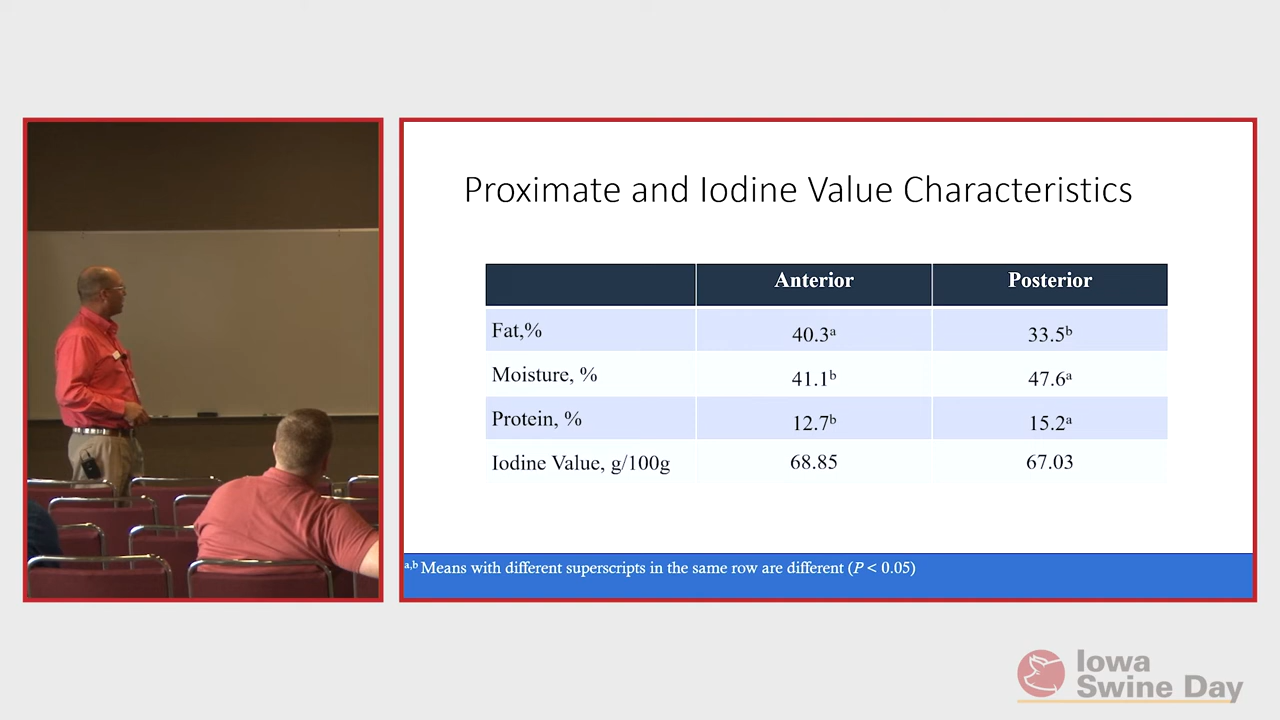 Proximate and Iodine Value Characteristics
Anterior Posterior
Fat,% 40.3ᵃ 33.5ᵇ
Moisture, % 41.1ᵇ 47.6ᵃ
Protein, % 12.7ᵇ 15.2ᵃ
Iodine Value, g/100g 68.85 67.03
ᵃ,ᵇ Means with different superscripts in the same row are different (P < 0.05)
Iowa
Swine Day